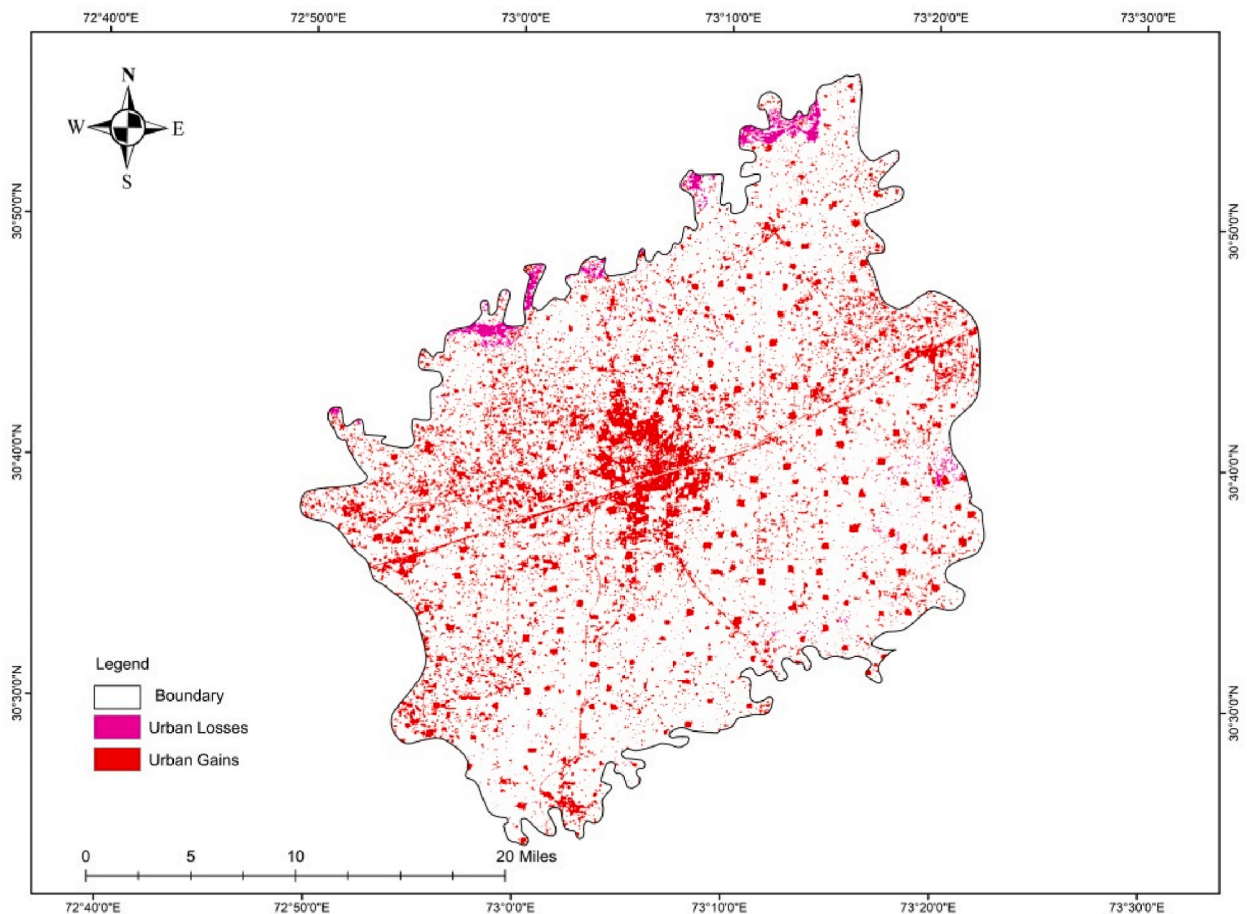 72°40'0"E 72°50'0"E 73°0'0"E 73°10'0"E 73°20'0"E 73°30'0"E
N
W E
S
30°50'0"N 30°50'0"N
30°40'0"N 30°40'0"N
30°30'0"N 30°30'0"N
Legend
Boundary
Urban Losses
Urban Gains
0 5 10 20 Miles
72°40'0"E 72°50'0"E 73°0'0"E 73°10'0"E 73°20'0"E 73°30'0"E